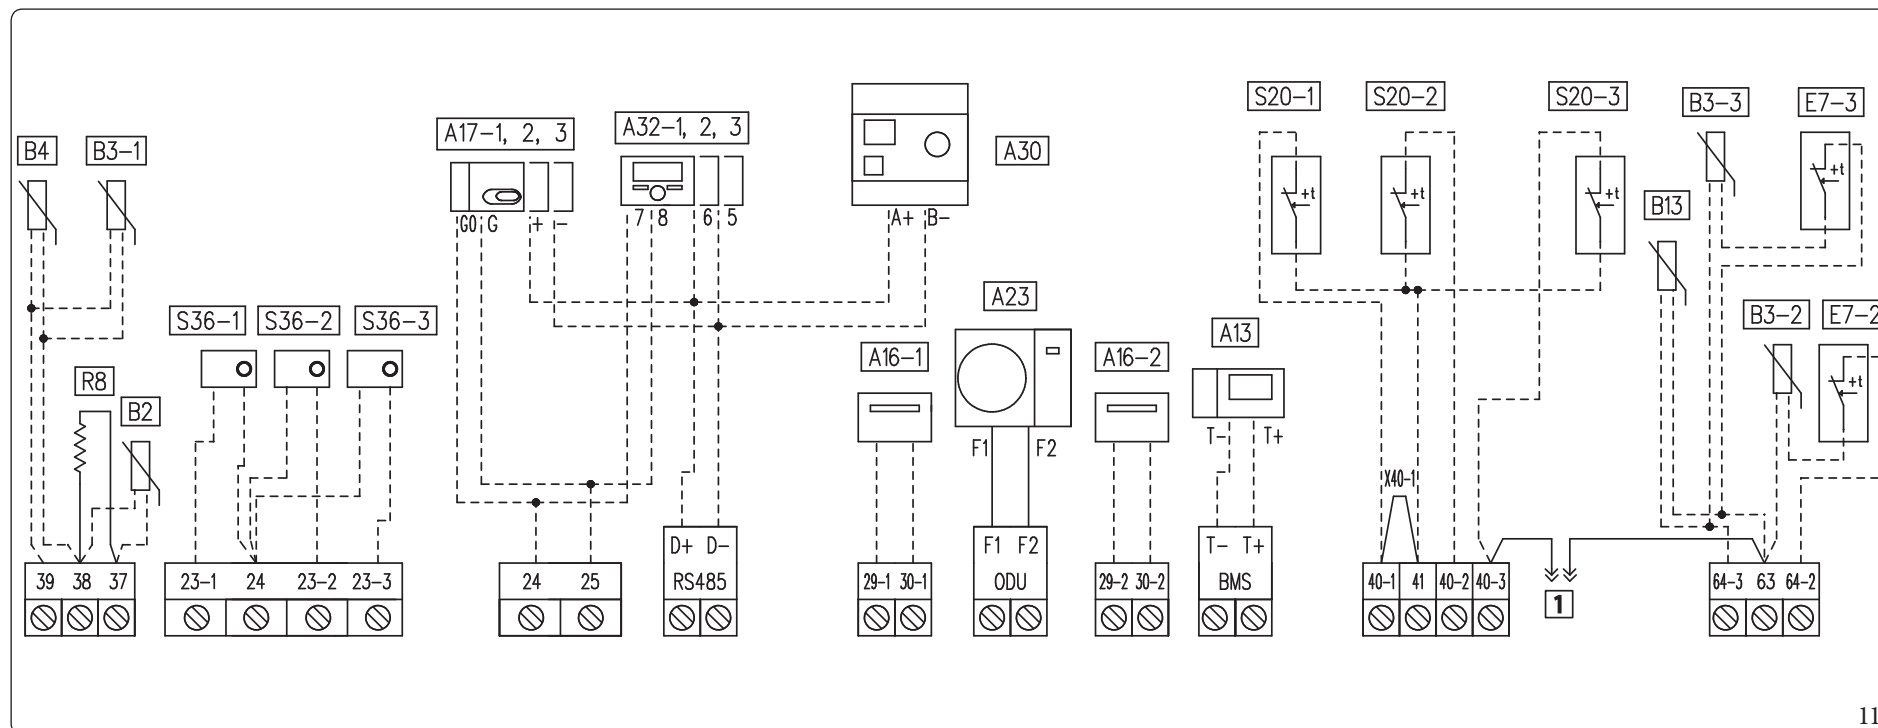 S20-1 S20-2 S20-3 B3-3 E7-3
A17-1, 2, 3 A32-1, 2, 3
B4 B3-1 A30
+t +t +t +t
B13
G0 G + - 7 8 6 5 A+ B-
A23
S36-1 S36-2 S36-3 B3-2 E7-2
A13
A16-1 A16-2
R8 +t
B2
F1 F2 T- T+
X40-1
D+ D- F1 F2 T- T+
39 38 37 23-1 24 23-2 23-3 24 25 RS485 29-1 30-1 ODU 29-2 30-2 BMS 40-1 41 40-2 40-3 64-3 63 64-2
1
11